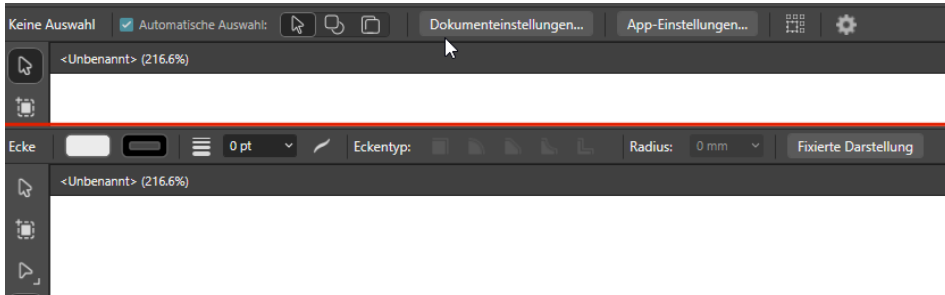 Keine Auswahl Automatische Auswahl: Dokumenteinstellungen... App-Einstellungen...
<Unbenannt> (216.6%)
Ecke 0 pt Eckentyp: Radius: 0 mm Fixierte Darstellung
<Unbenannt> (216.6%)